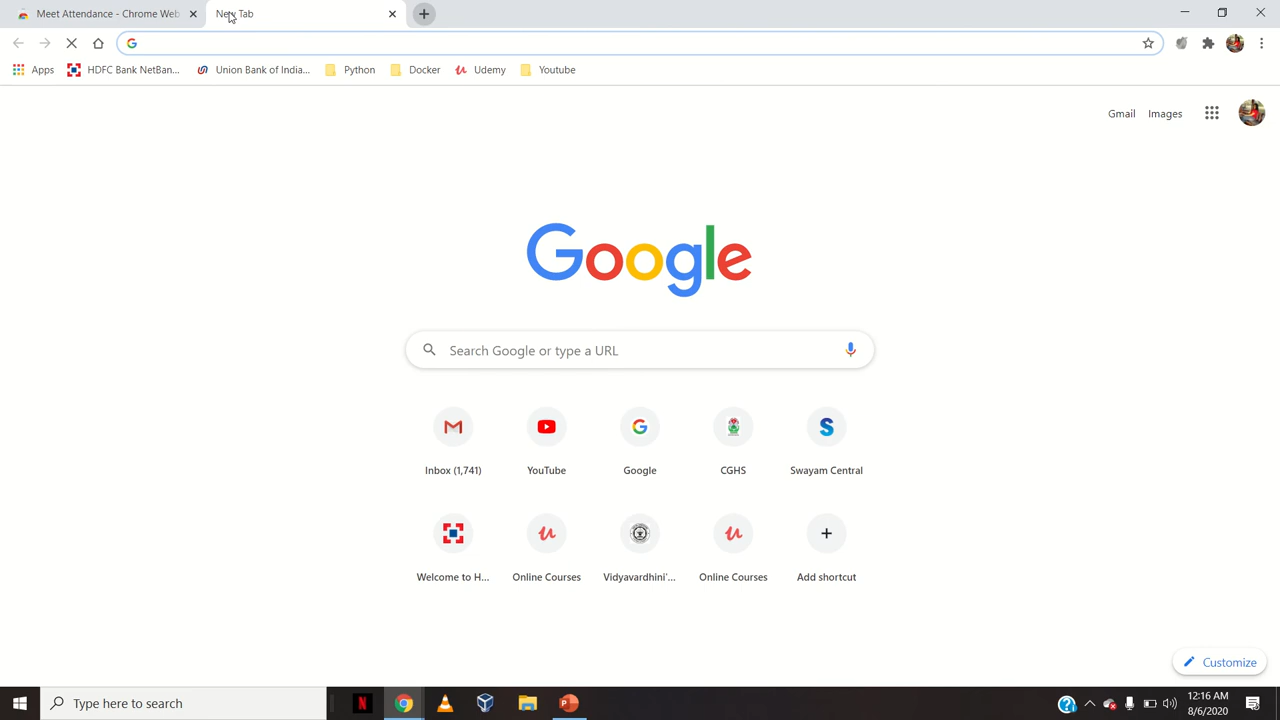 Meet Attendance - Chrome Web
New Tab
Apps
HDFC Bank NetBan...
Union Bank of India...
Python
Docker
Udemy
Youtube
Gmail
Images
Google
Search Google or type a URL
Inbox (1,741)
YouTube
Google
CGHS
Swayam Central
Welcome to H...
Online Courses
Vidyavardhini'...
Online Courses
Add shortcut
Customize
Type here to search
12:16 AM
8/6/2020